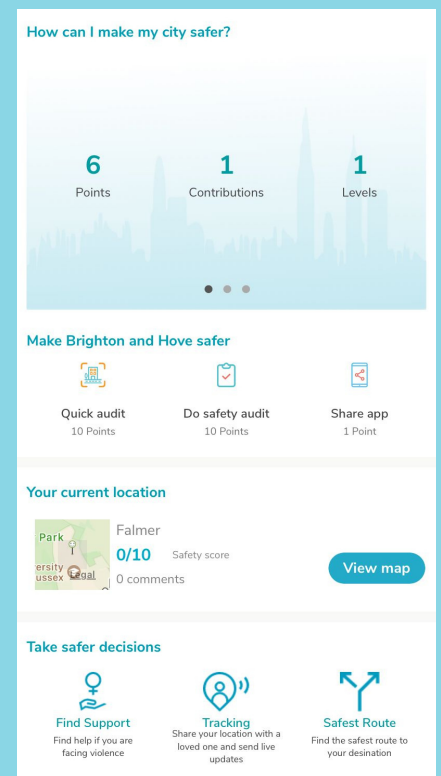 How can I make my city safer?
6 1 1
Points Contributions Levels
Make Brighton and Hove safer
Quick audit Do safety audit Share app
10 Points 10 Points 1 Point
Your current location
Park
ersity
ussex
Legal
Falmer
0/10 Safety score
0 comments
View map
Take safer decisions
Find Support
Find help if you are
facing violence
Tracking
Share your location with a
loved one and send live
updates
Safest Route
Find the safest route to
your desination